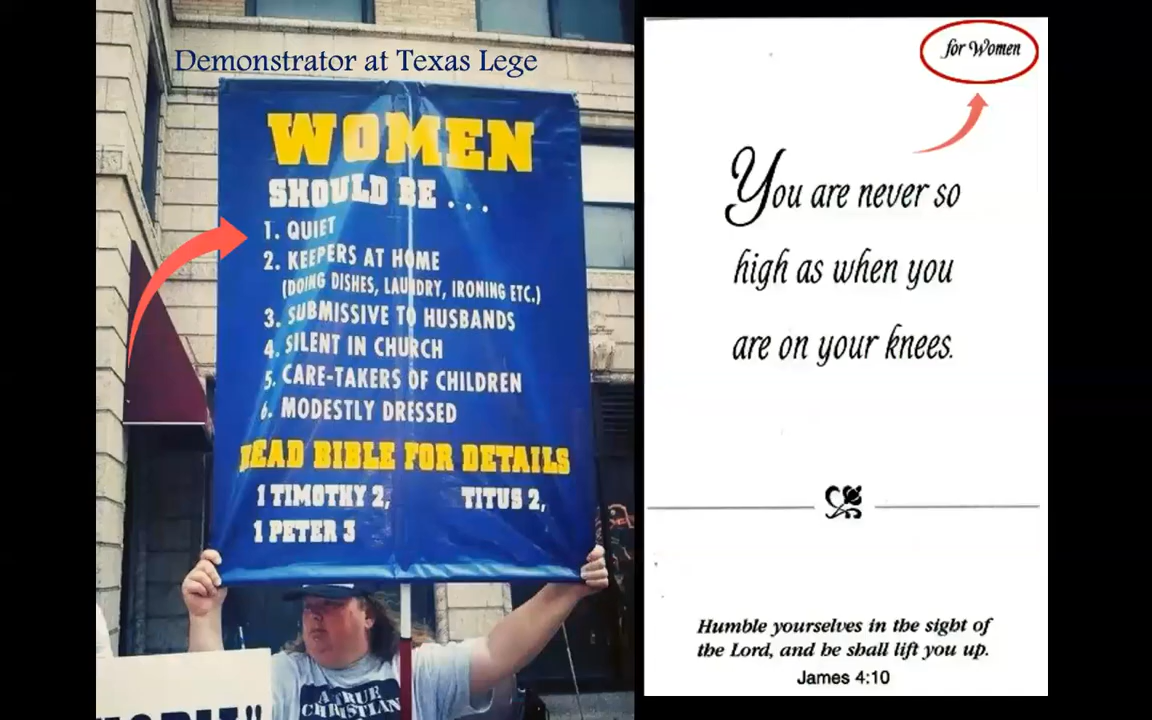 Demonstrator at Texas Lege
WOMEN
SHOULD BE . . .
1. QUIET
2. KEEPERS AT HOME
(DOING DISHES, LAUNDRY, IRONING ETC.)
3. SUBMISSIVE TO HUSBANDS
4. SILENT IN CHURCH
5. CARE-TAKERS OF CHILDREN
6. MODESTLY DRESSED
READ BIBLE FOR DETAILS
1 TIMOTHY 2, TITUS 2,
1 PETER 3
A TRUE
CHRISTIAN
for Women
You are never so
high as when you
are on your knees.
Humble yourselves in the sight of
the Lord, and he shall lift you up.
James 4:10